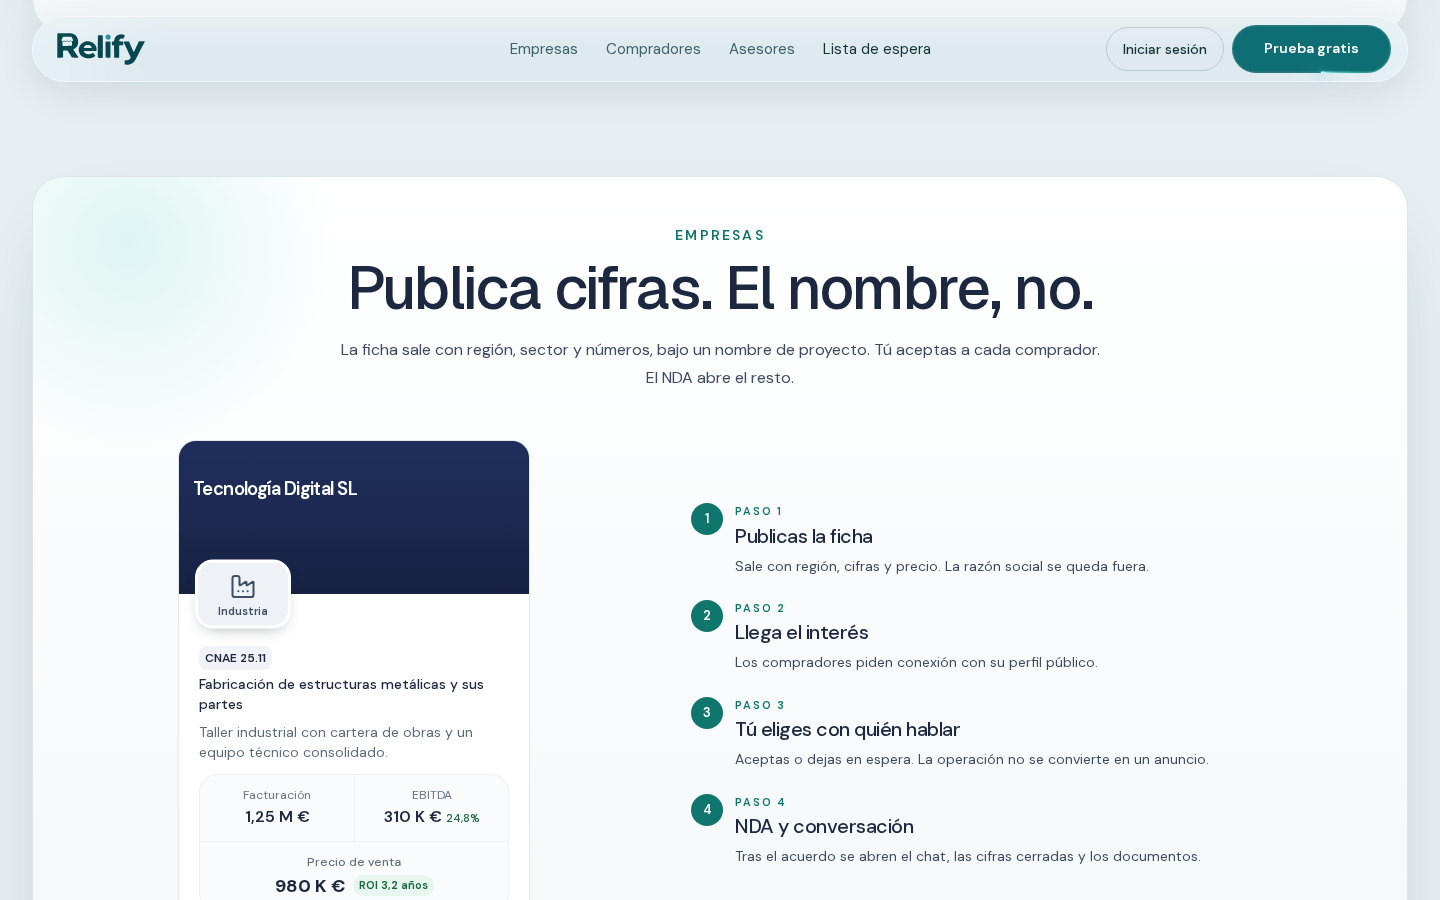 Relify
Empresas
Compradores
Asesores
Lista de espera
Iniciar sesión
Prueba gratis
EMPRESAS
Publica cifras. El nombre, no.
La ficha sale con región, sector y números, bajo un nombre de proyecto. Tú aceptas a cada comprador.
El NDA abre el resto.
Tecnología Digital SL
Industria
CNAE 25.11
Fabricación de estructuras metálicas y sus
partes
Taller industrial con cartera de obras y un
equipo técnico consolidado.
Facturación
1,25 M €
EBITDA
310 K € 24,8%
Precio de venta
980 K € ROI 3,2 años
1
PASO 1
Publicas la ficha
Sale con región, cifras y precio. La razón social se queda fuera.
2
PASO 2
Llega el interés
Los compradores piden conexión con su perfil público.
3
PASO 3
Tú eliges con quién hablar
Aceptas o dejas en espera. La operación no se convierte en un anuncio.
4
PASO 4
NDA y conversación
Tras el acuerdo se abren el chat, las cifras cerradas y los documentos.